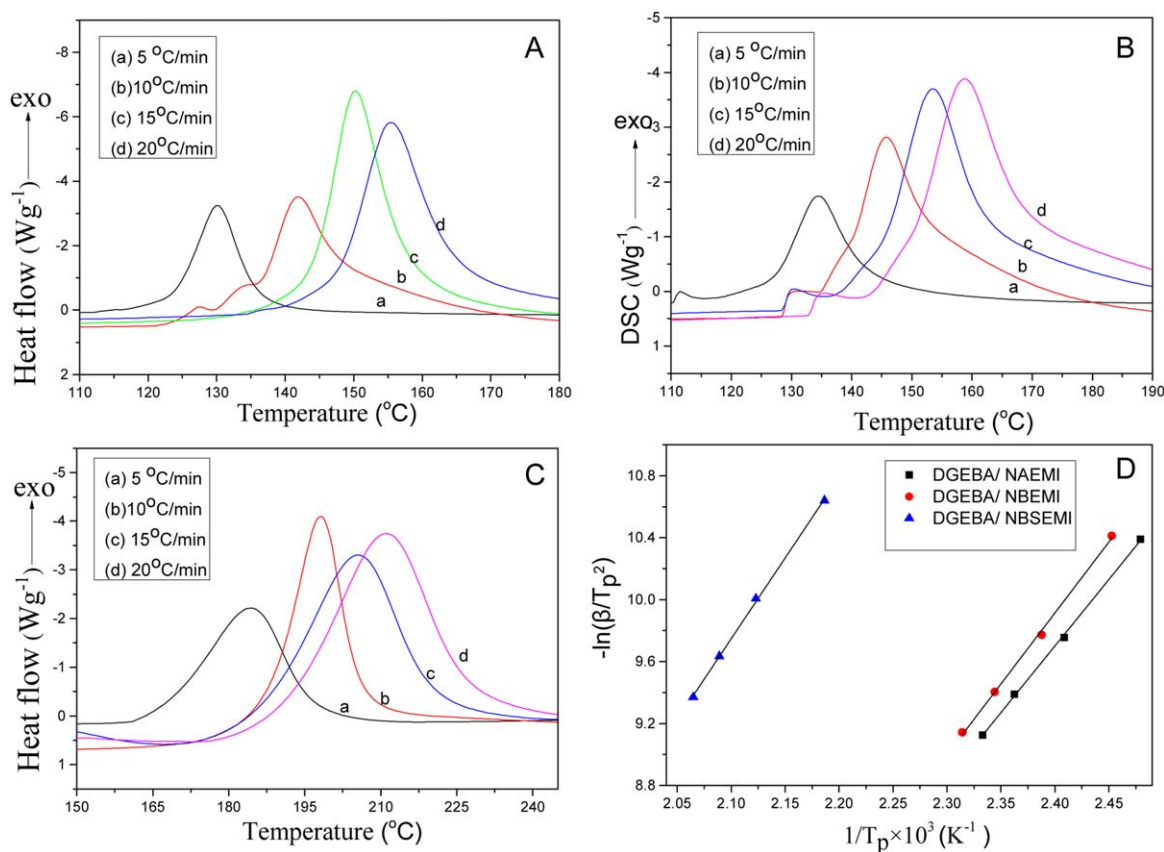 A
(a) 5 °C/min
(b)10°C/min
(c) 15°C/min
(d) 20°C/min
Heat flow (Wg⁻¹) exo
-8
-6
-4
-2
0
2
a
b
c
d
110 120 130 140 150 160 170 180
Temperature (°C)
B
(a) 5 °C/min
(b)10°C/min
(c) 15°C/min
(d) 20°C/min
DSC (Wg⁻¹) exo
-5
-4
-3
-2
-1
0
1
a
b
c
d
110 120 130 140 150 160 170 180 190
Temperature (°C)
C
(a) 5 °C/min
(b)10°C/min
(c) 15°C/min
(d) 20°C/min
Heat flow (Wg⁻¹) exo
-5
-4
-3
-2
-1
0
1
a
b
c
d
150 165 180 195 210 225 240
Temperature (°C)
D
DGEBA/ NAEMI
DGEBA/ NBEMI
DGEBA/ NBSEMI
-ln(β/Tp²)
10.8
10.4
10.0
9.6
9.2
8.8
2.05 2.10 2.15 2.20 2.25 2.30 2.35 2.40 2.45
1/Tp×10³ (K⁻¹)